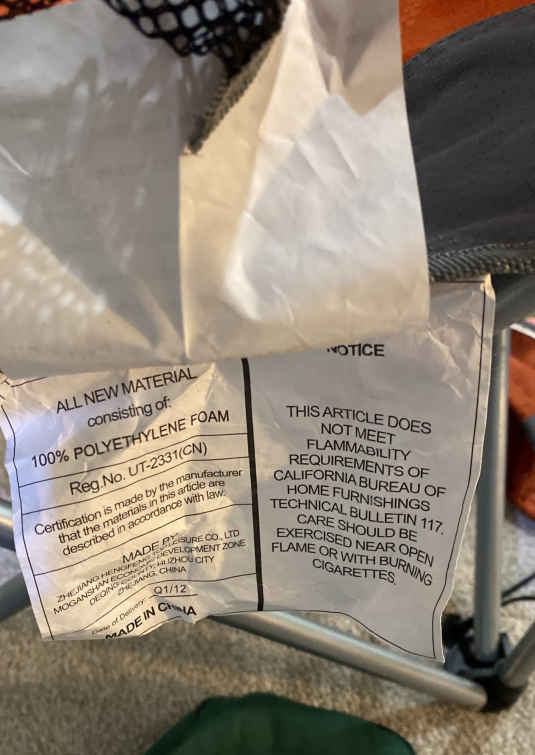 ALL NEW MATERIAL
consisting of:
100% POLYETHYLENE FOAM
Reg.No. UT-2331(CN)
Certification is made by the manufacturer
that the materials in this article are
described in accordance with law.
MADE BY
ZHEJIANG HENGFENG LEISURE CO., LTD
MOGANSHAN ECONOMIC DEVELOPMENT ZONE
DEQING HUZHOU CITY
ZHEJIANG, CHINA
Date of Delivery: Q1/12
MADE IN CHINA
NOTICE
THIS ARTICLE DOES
NOT MEET
FLAMMABILITY
REQUIREMENTS OF
CALIFORNIA BUREAU OF
HOME FURNISHINGS
TECHNICAL BULLETIN 117.
CARE SHOULD BE
EXERCISED NEAR OPEN
FLAME OR WITH BURNING
CIGARETTES.